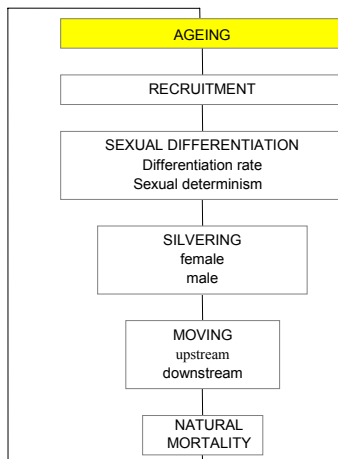 AGEING
RECRUITMENT
SEXUAL DIFFERENTIATION
Differentiation rate
Sexual determinism
SILVERING
female
male
MOVING
upstream
downstream
NATURAL
MORTALITY